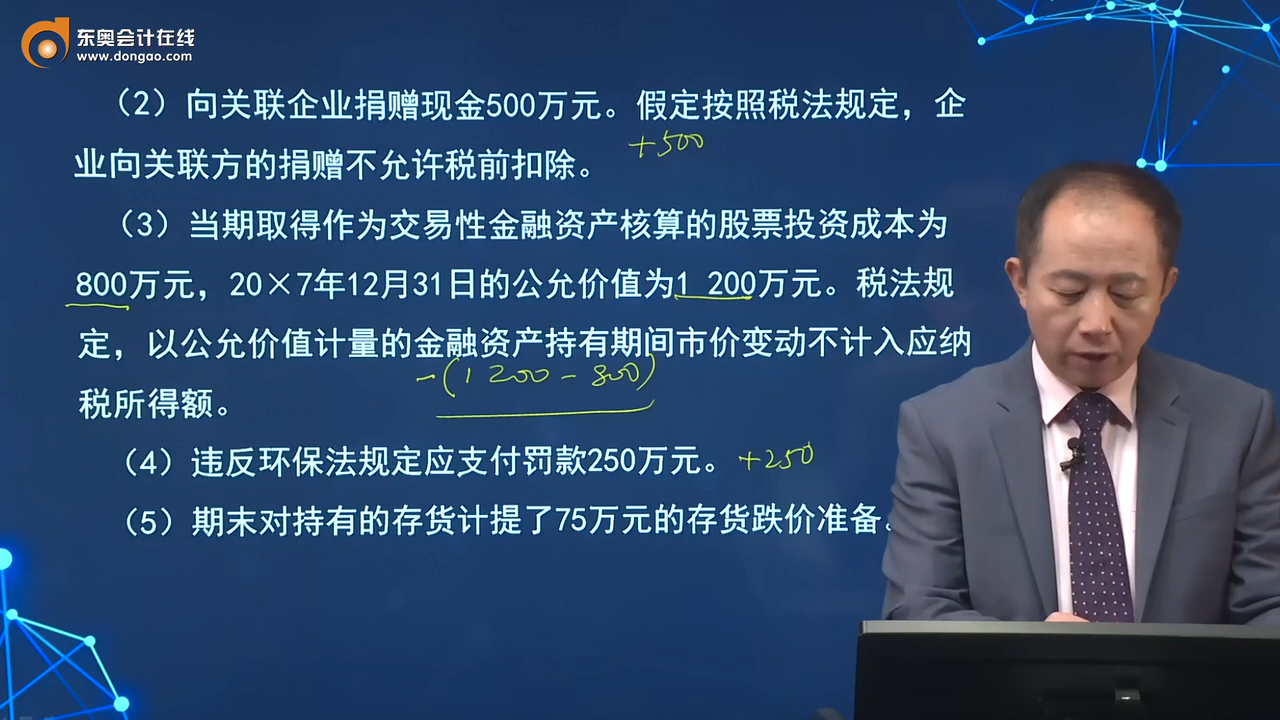 东奥会计在线
www.dongao.com
（2）向关联企业捐赠现金500万元。假定按照税法规定，企
+500
业向关联方的捐赠不允许税前扣除。
（3）当期取得作为交易性金融资产核算的股票投资成本为
800万元，20×7年12月31日的公允价值为1 200万元。税法规
定，以公允价值计量的金融资产持有期间市价变动不计入应纳
-(1 200-800)
税所得额。
（4）违反环保法规定应支付罚款250万元。 +250
（5）期末对持有的存货计提了75万元的存货跌价准备。